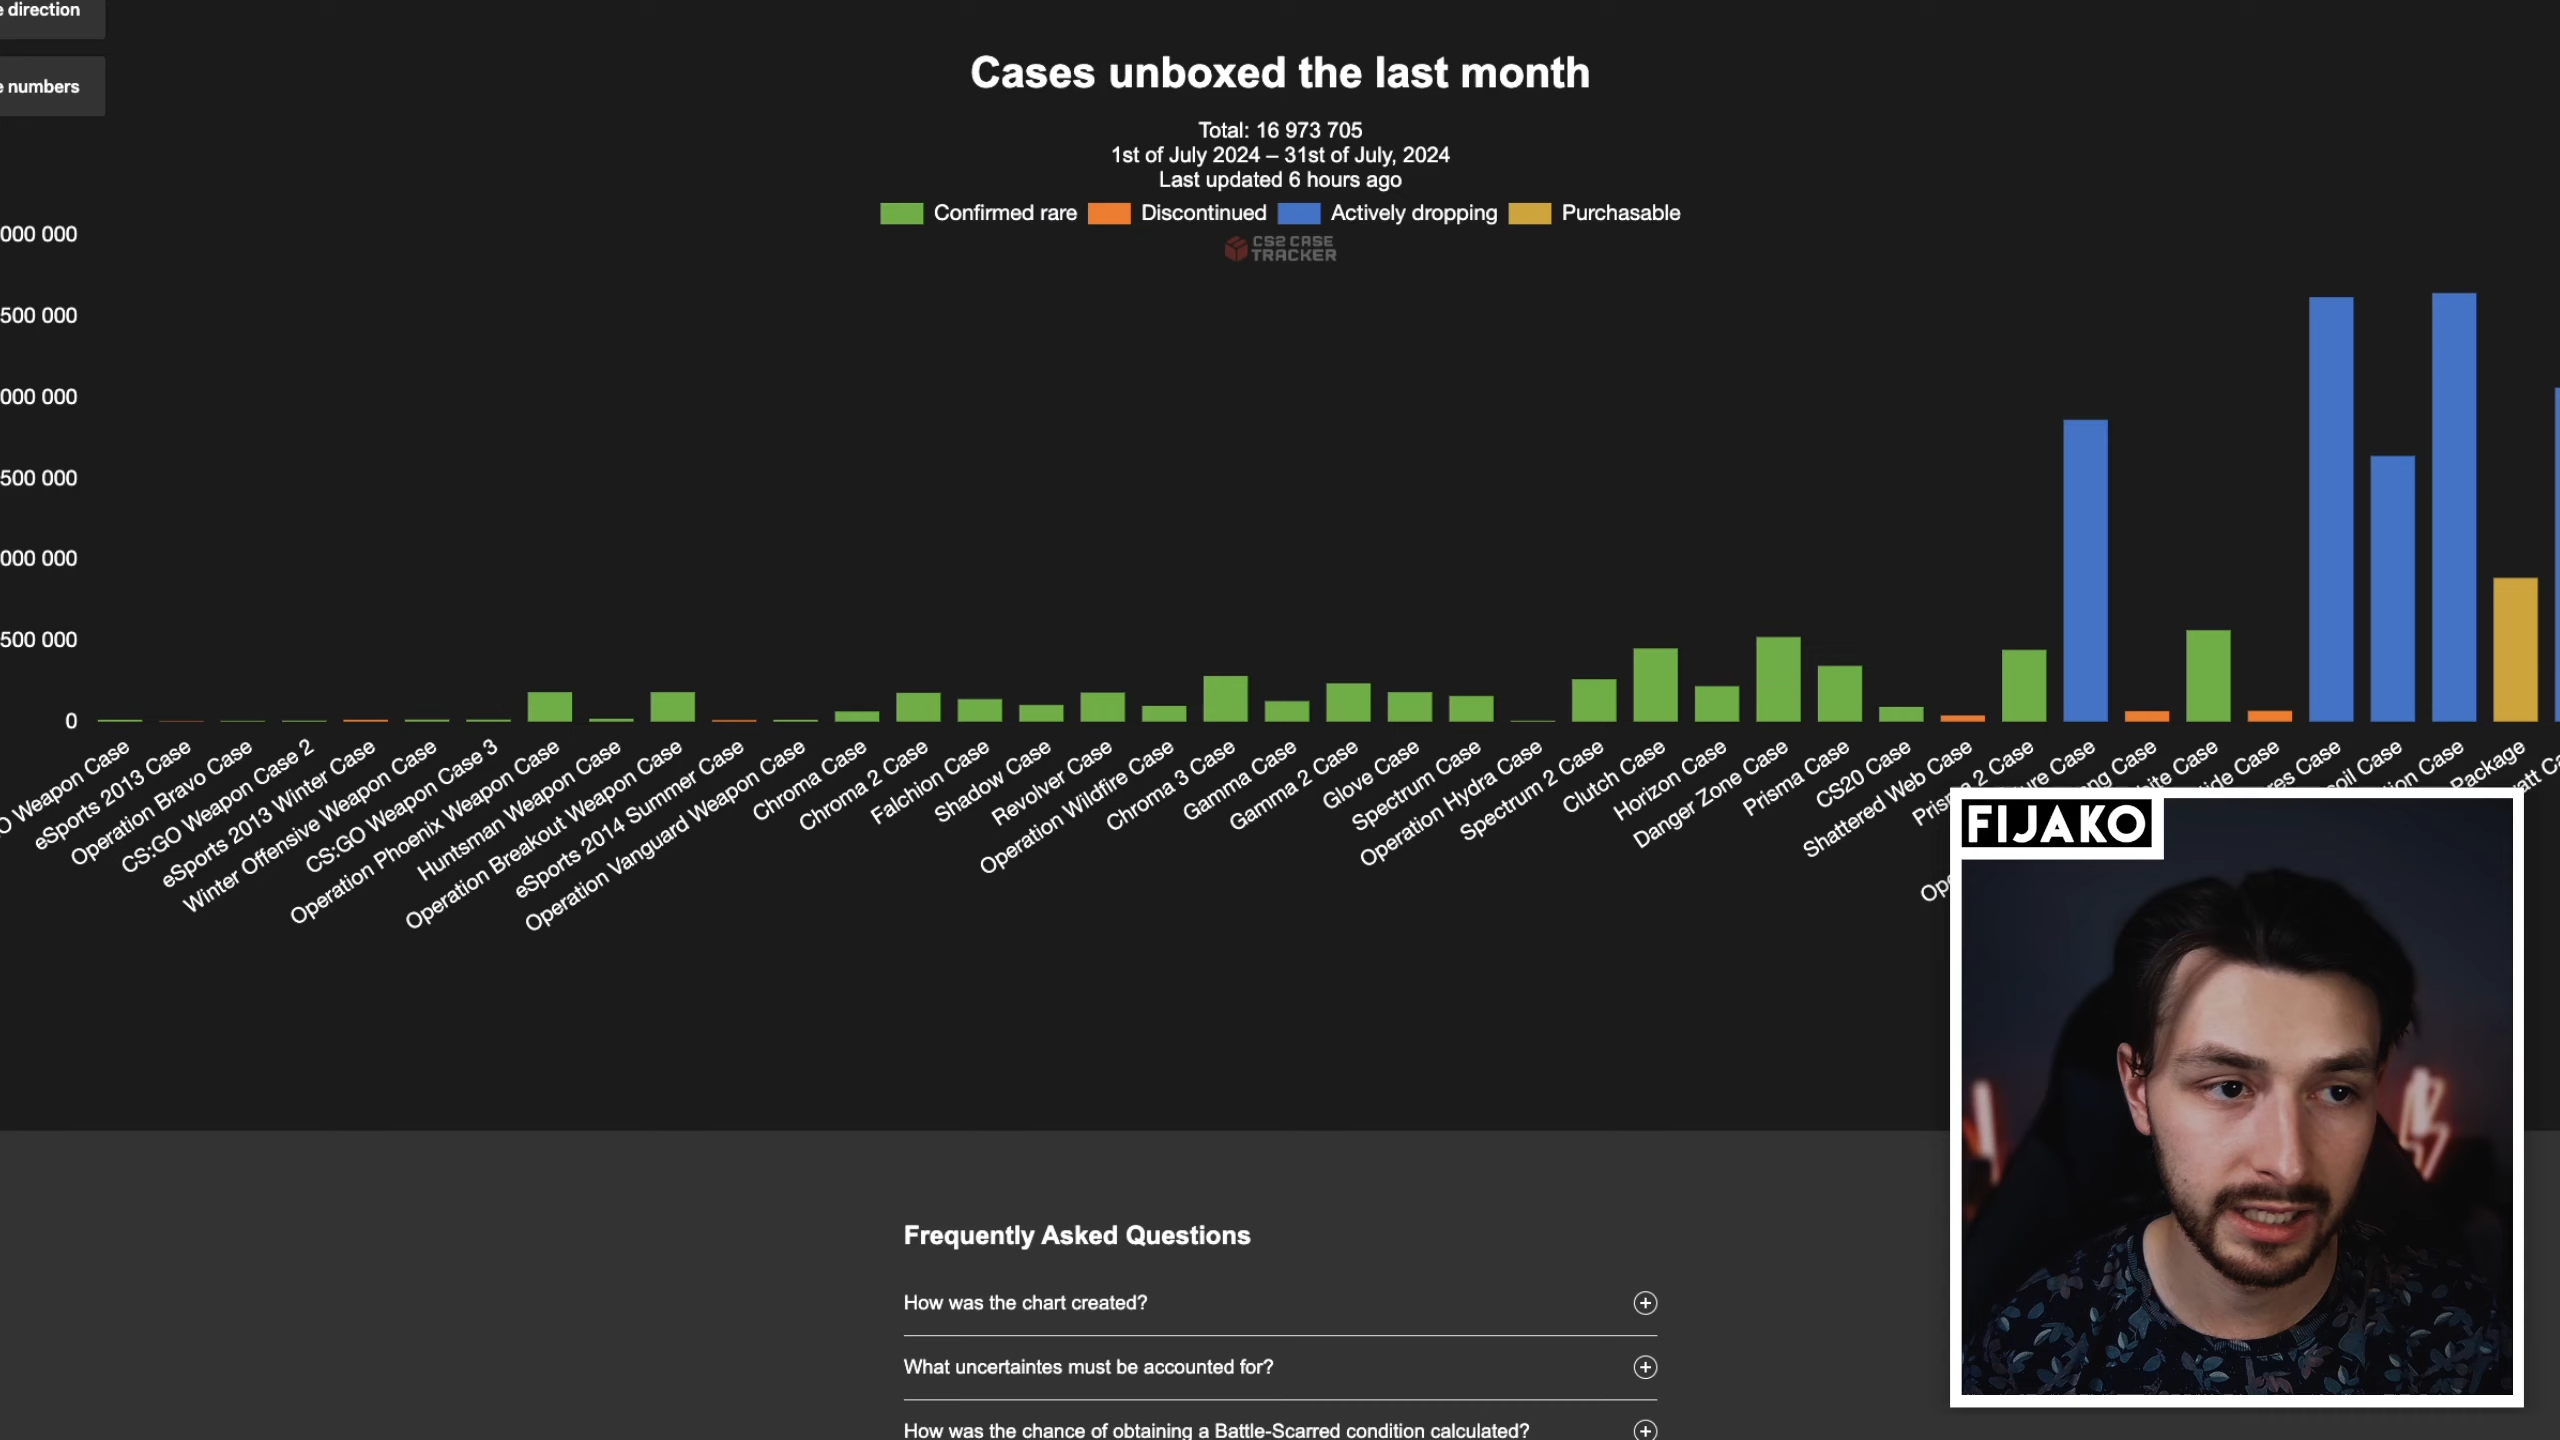 direction
numbers
Cases unboxed the last month
Total: 16 973 705
1st of July 2024 – 31st of July, 2024
Last updated 6 hours ago
Confirmed rare
Discontinued
Actively dropping
Purchasable
CS2 CASE
TRACKER
000 000
500 000
000 000
500 000
000 000
500 000
0
Weapon Case
eSports 2013 Case
Operation Bravo Case
CS:GO Weapon Case 2
eSports 2013 Winter Case
Winter Offensive Weapon Case
CS:GO Weapon Case 3
Operation Phoenix Weapon Case
Huntsman Weapon Case
Operation Breakout Weapon Case
eSports 2014 Summer Case
Operation Vanguard Weapon Case
Chroma Case
Chroma 2 Case
Falchion Case
Shadow Case
Revolver Case
Operation Wildfire Case
Chroma 3 Case
Gamma Case
Gamma 2 Case
Glove Case
Spectrum Case
Operation Hydra Case
Spectrum 2 Case
Clutch Case
Horizon Case
Danger Zone Case
Prisma Case
CS20 Case
Shattered Web Case
Prisma 2 Case
Case
Case
Case
Case
Case
Case
Case
Package
FIJAKO
Frequently Asked Questions
How was the chart created?
What uncertaintes must be accounted for?
How was the chance of obtaining a Battle-Scarred condition calculated?